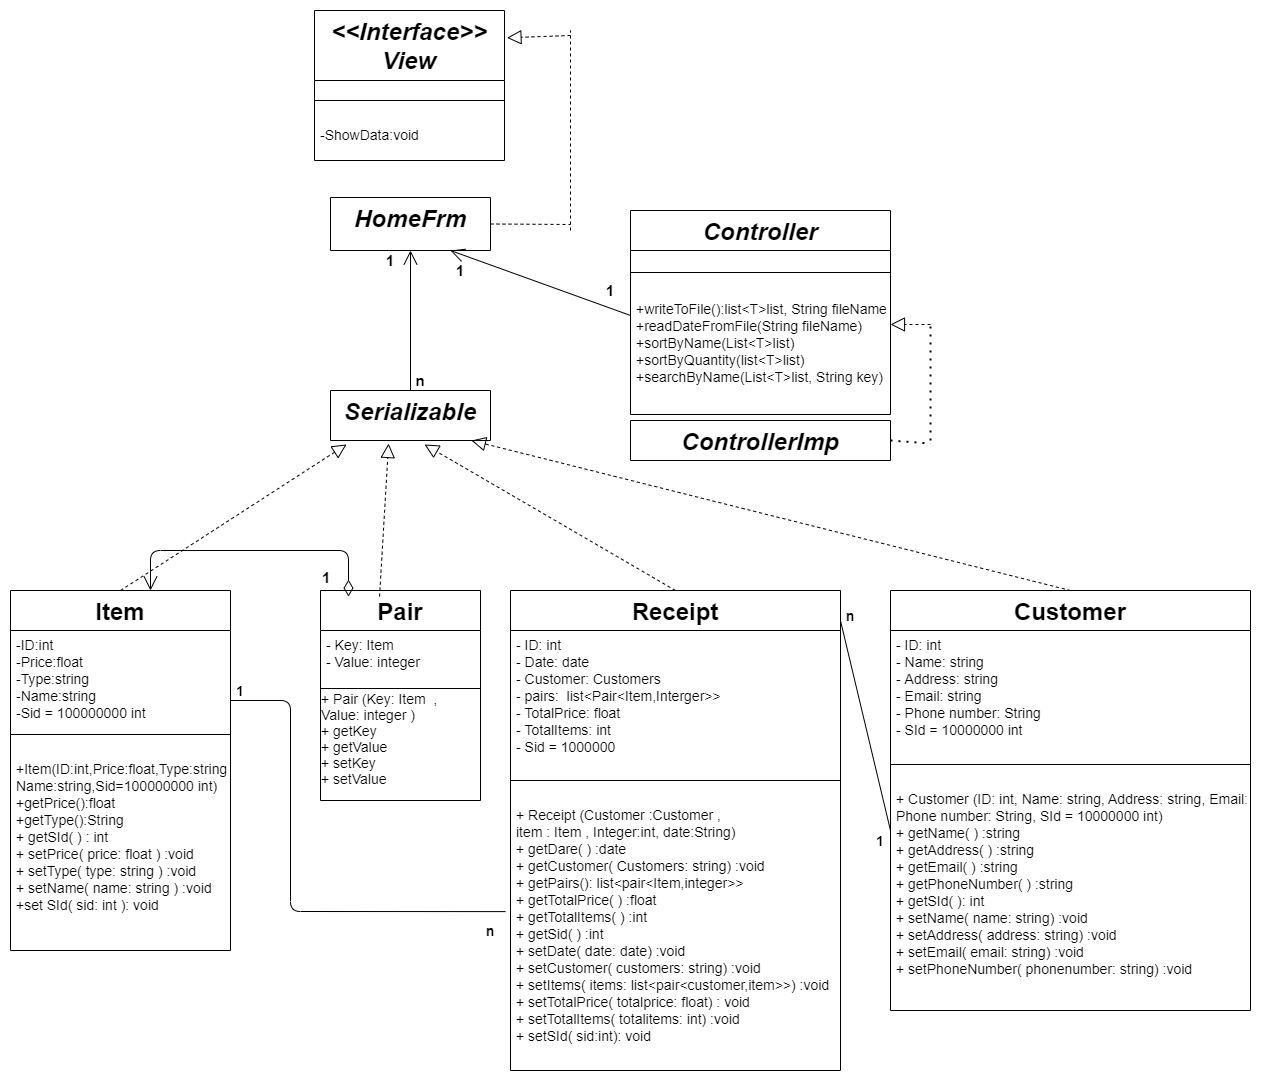 <<Interface>>
View
-ShowData:void
HomeFrm
Controller
+writeToFile():list<T>list, String fileName
+readDateFromFile(String fileName)
+sortByName(List<T>list)
+sortByQuantity(list<T>list)
+searchByName(List<T>list, String key)
1
1
1
n
Serializable
ControllerImp
Item
-ID:int
-Price:float
-Type:string
-Name:string
-Sid = 100000000 int
+Item(ID:int,Price:float,Type:string
Name:string,Sid=100000000 int)
+getPrice():float
+getType():String
+ getSId( ) : int
+ setPrice( price: float ) :void
+ setType( type: string ) :void
+ setName( name: string ) :void
+set SId( sid: int ): void
1
1
Pair
- Key: Item
- Value: integer
+ Pair (Key: Item ,
Value: integer )
+ getKey
+ getValue
+ setKey
+ setValue
n
Receipt
- ID: int
- Date: date
- Customer: Customers
- pairs: list<Pair<Item,Interger>>
- TotalPrice: float
- TotalItems: int
- Sid = 1000000
+ Receipt (Customer :Customer ,
item : Item , Integer:int, date:String)
+ getDare( ) :date
+ getCustomer( Customers: string) :void
+ getPairs(): list<pair<Item,integer>>
+ getTotalPrice( ) :float
+ getTotalItems( ) :int
+ getSid( ) :int
+ setDate( date: date) :void
+ setCustomer( customers: string) :void
+ setItems( items: list<pair<customer,item>>) :void
+ setTotalPrice( totalprice: float) : void
+ setTotalItems( totalitems: int) :void
+ setSId( sid:int): void
n
1
Customer
- ID: int
- Name: string
- Address: string
- Email: string
- Phone number: String
- SId = 10000000 int
+ Customer (ID: int, Name: string, Address: string, Email:
Phone number: String, SId = 10000000 int)
+ getName( ) :string
+ getAddress( ) :string
+ getEmail( ) :string
+ getPhoneNumber( ) :string
+ getSId( ): int
+ setName( name: string) :void
+ setAddress( address: string) :void
+ setEmail( email: string) :void
+ setPhoneNumber( phonenumber: string) :void